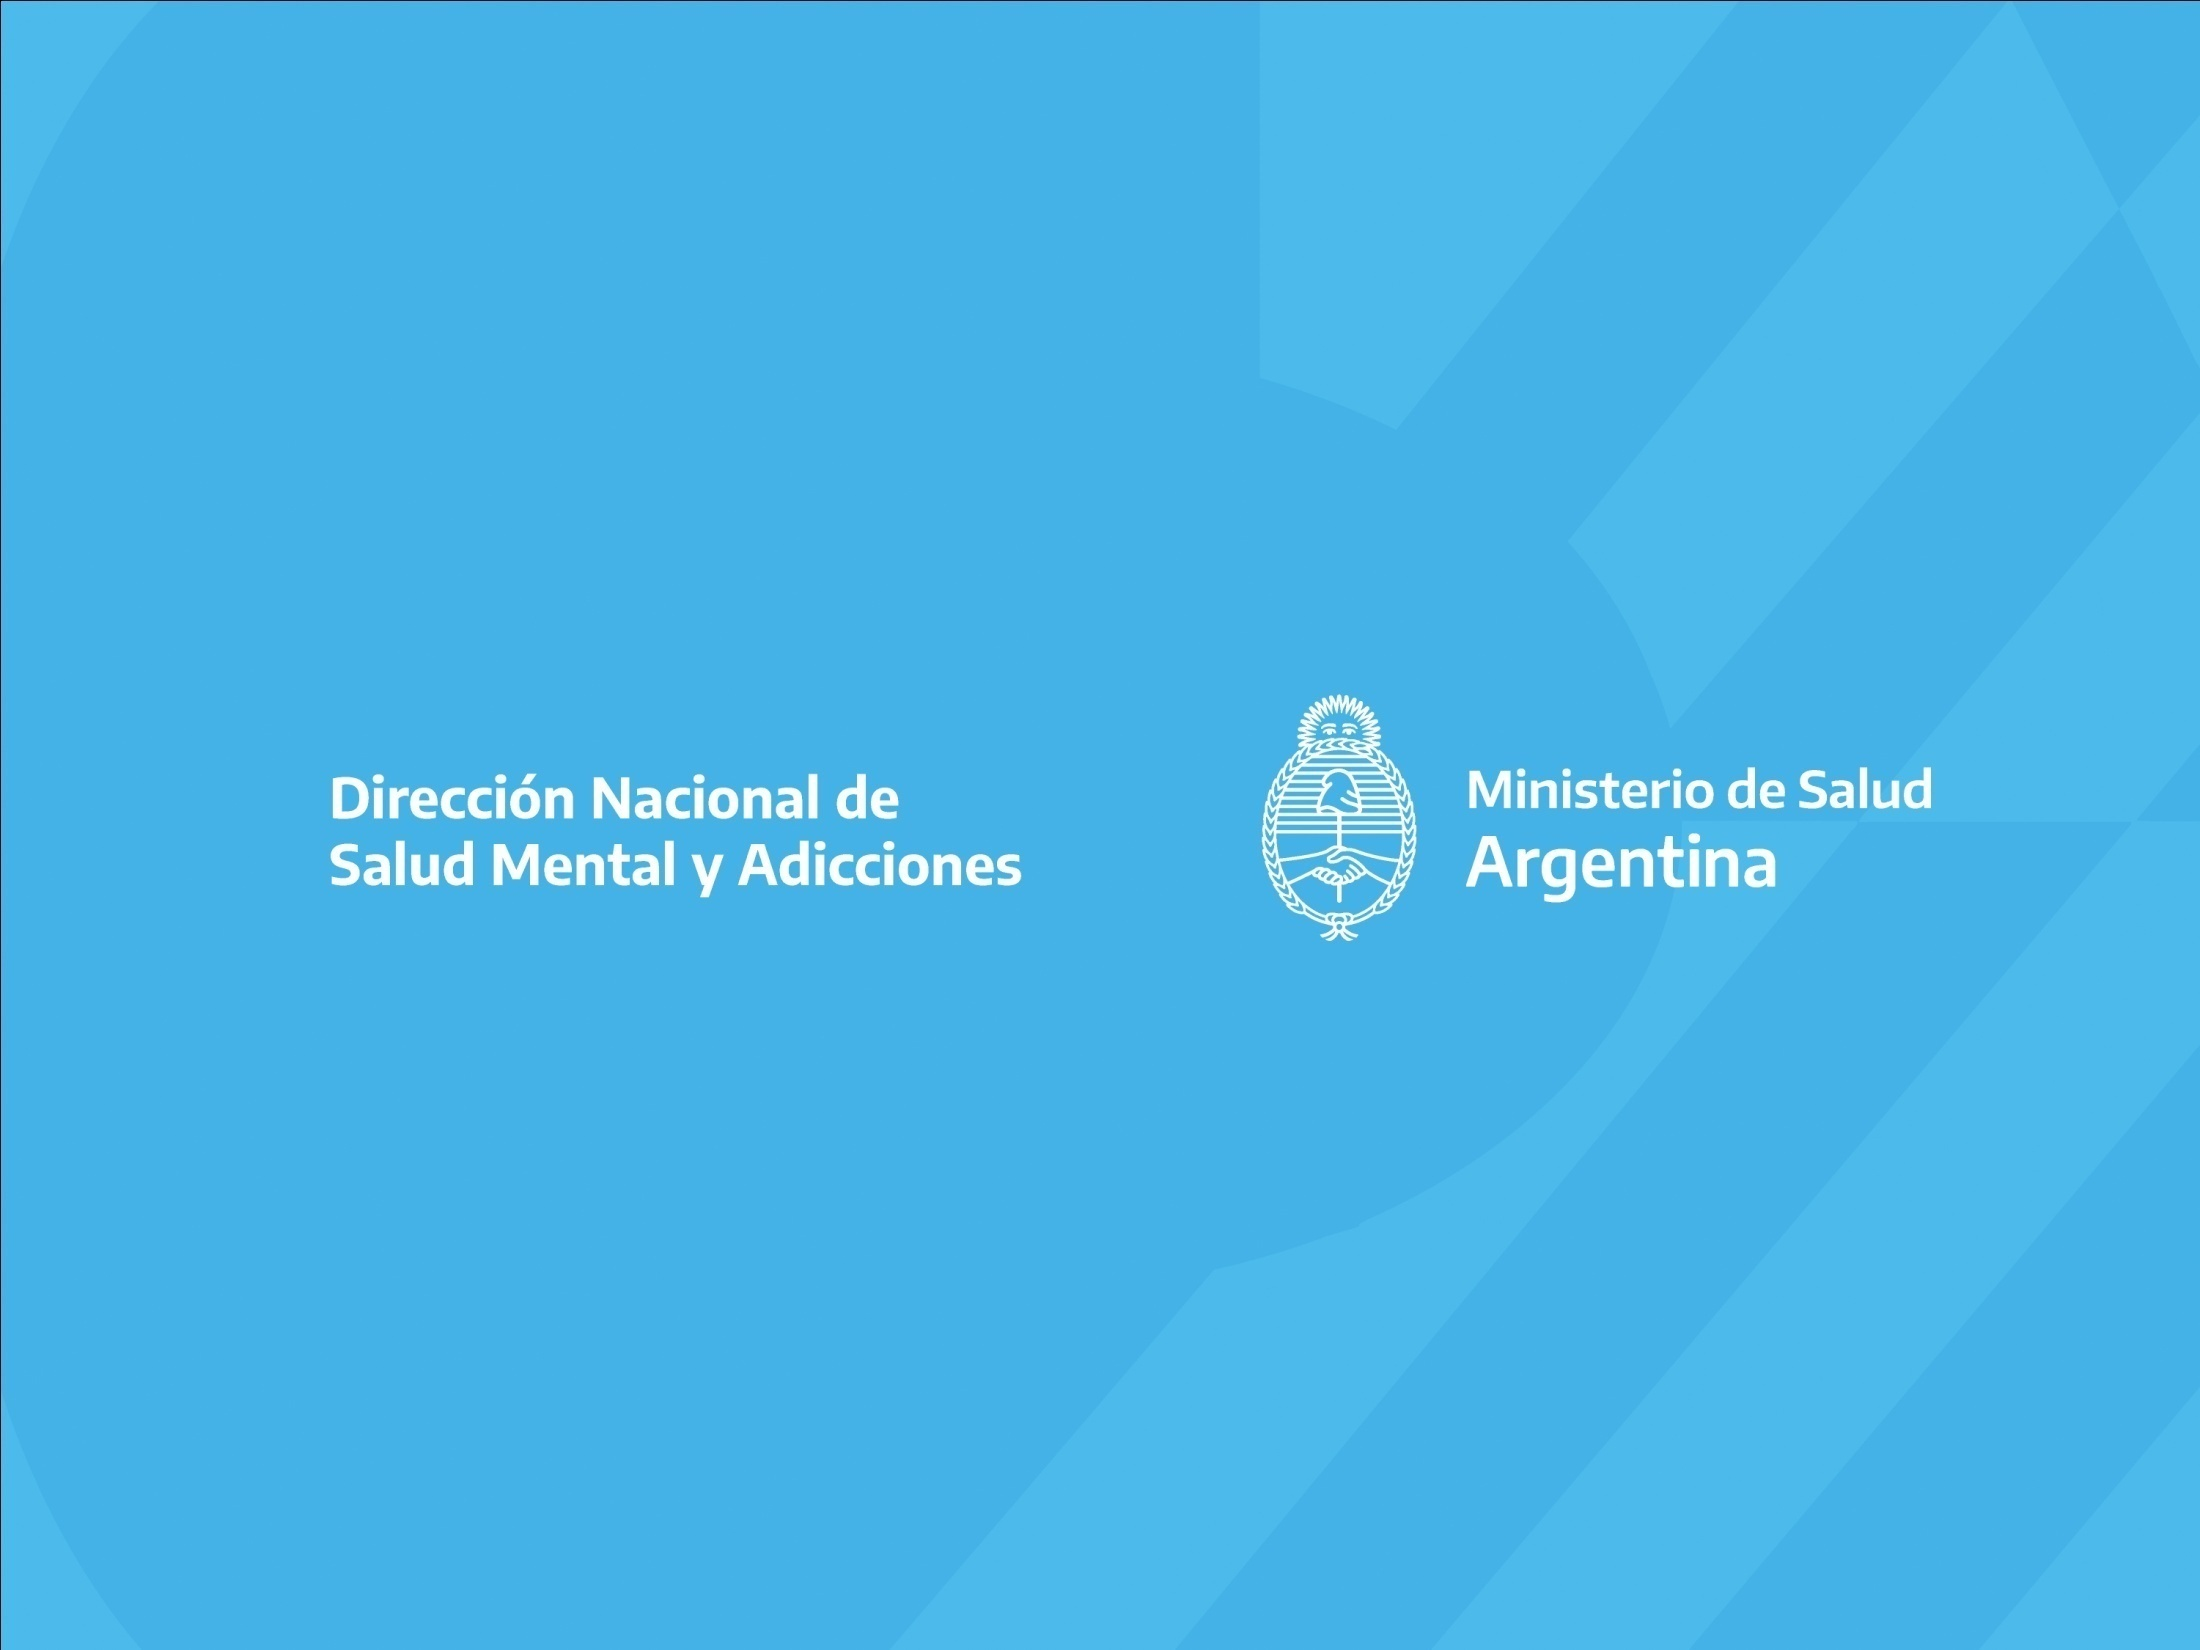 Dirección Nacional de
Salud Mental y Adicciones
Ministerio de Salud
Argentina